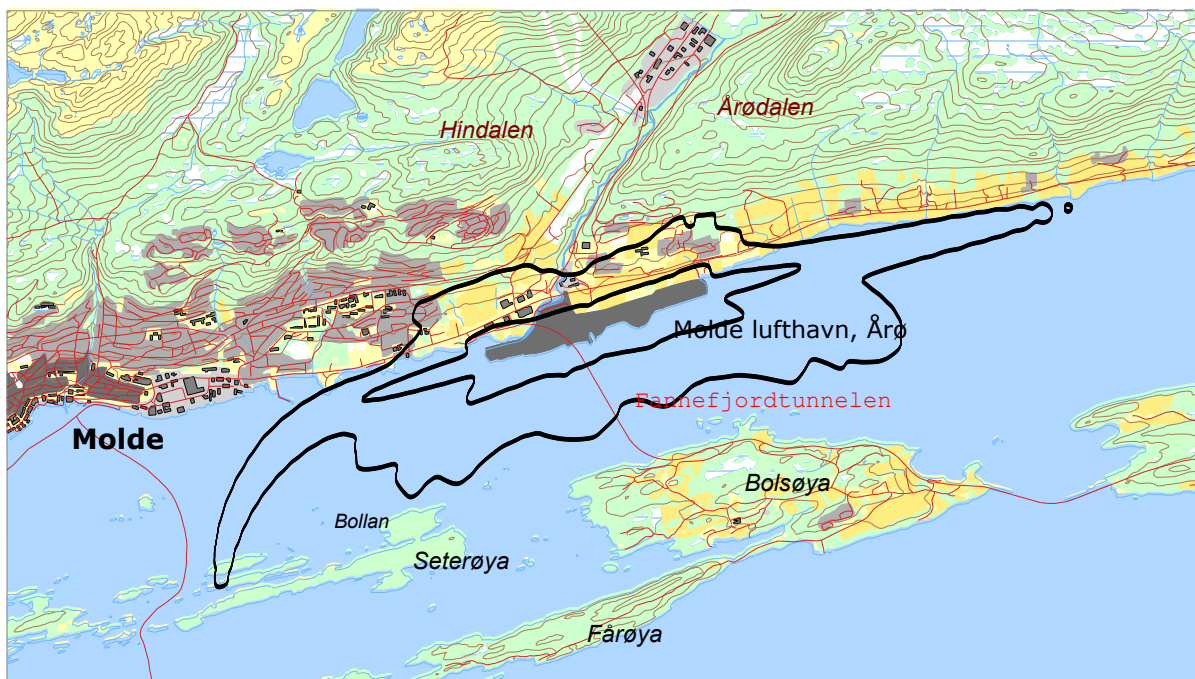 Årødalen
Hindalen
Molde lufthavn, Årø
Fannefjordtunnelen
Molde
Bolsøya
Bollan
Seterøya
Fårøya